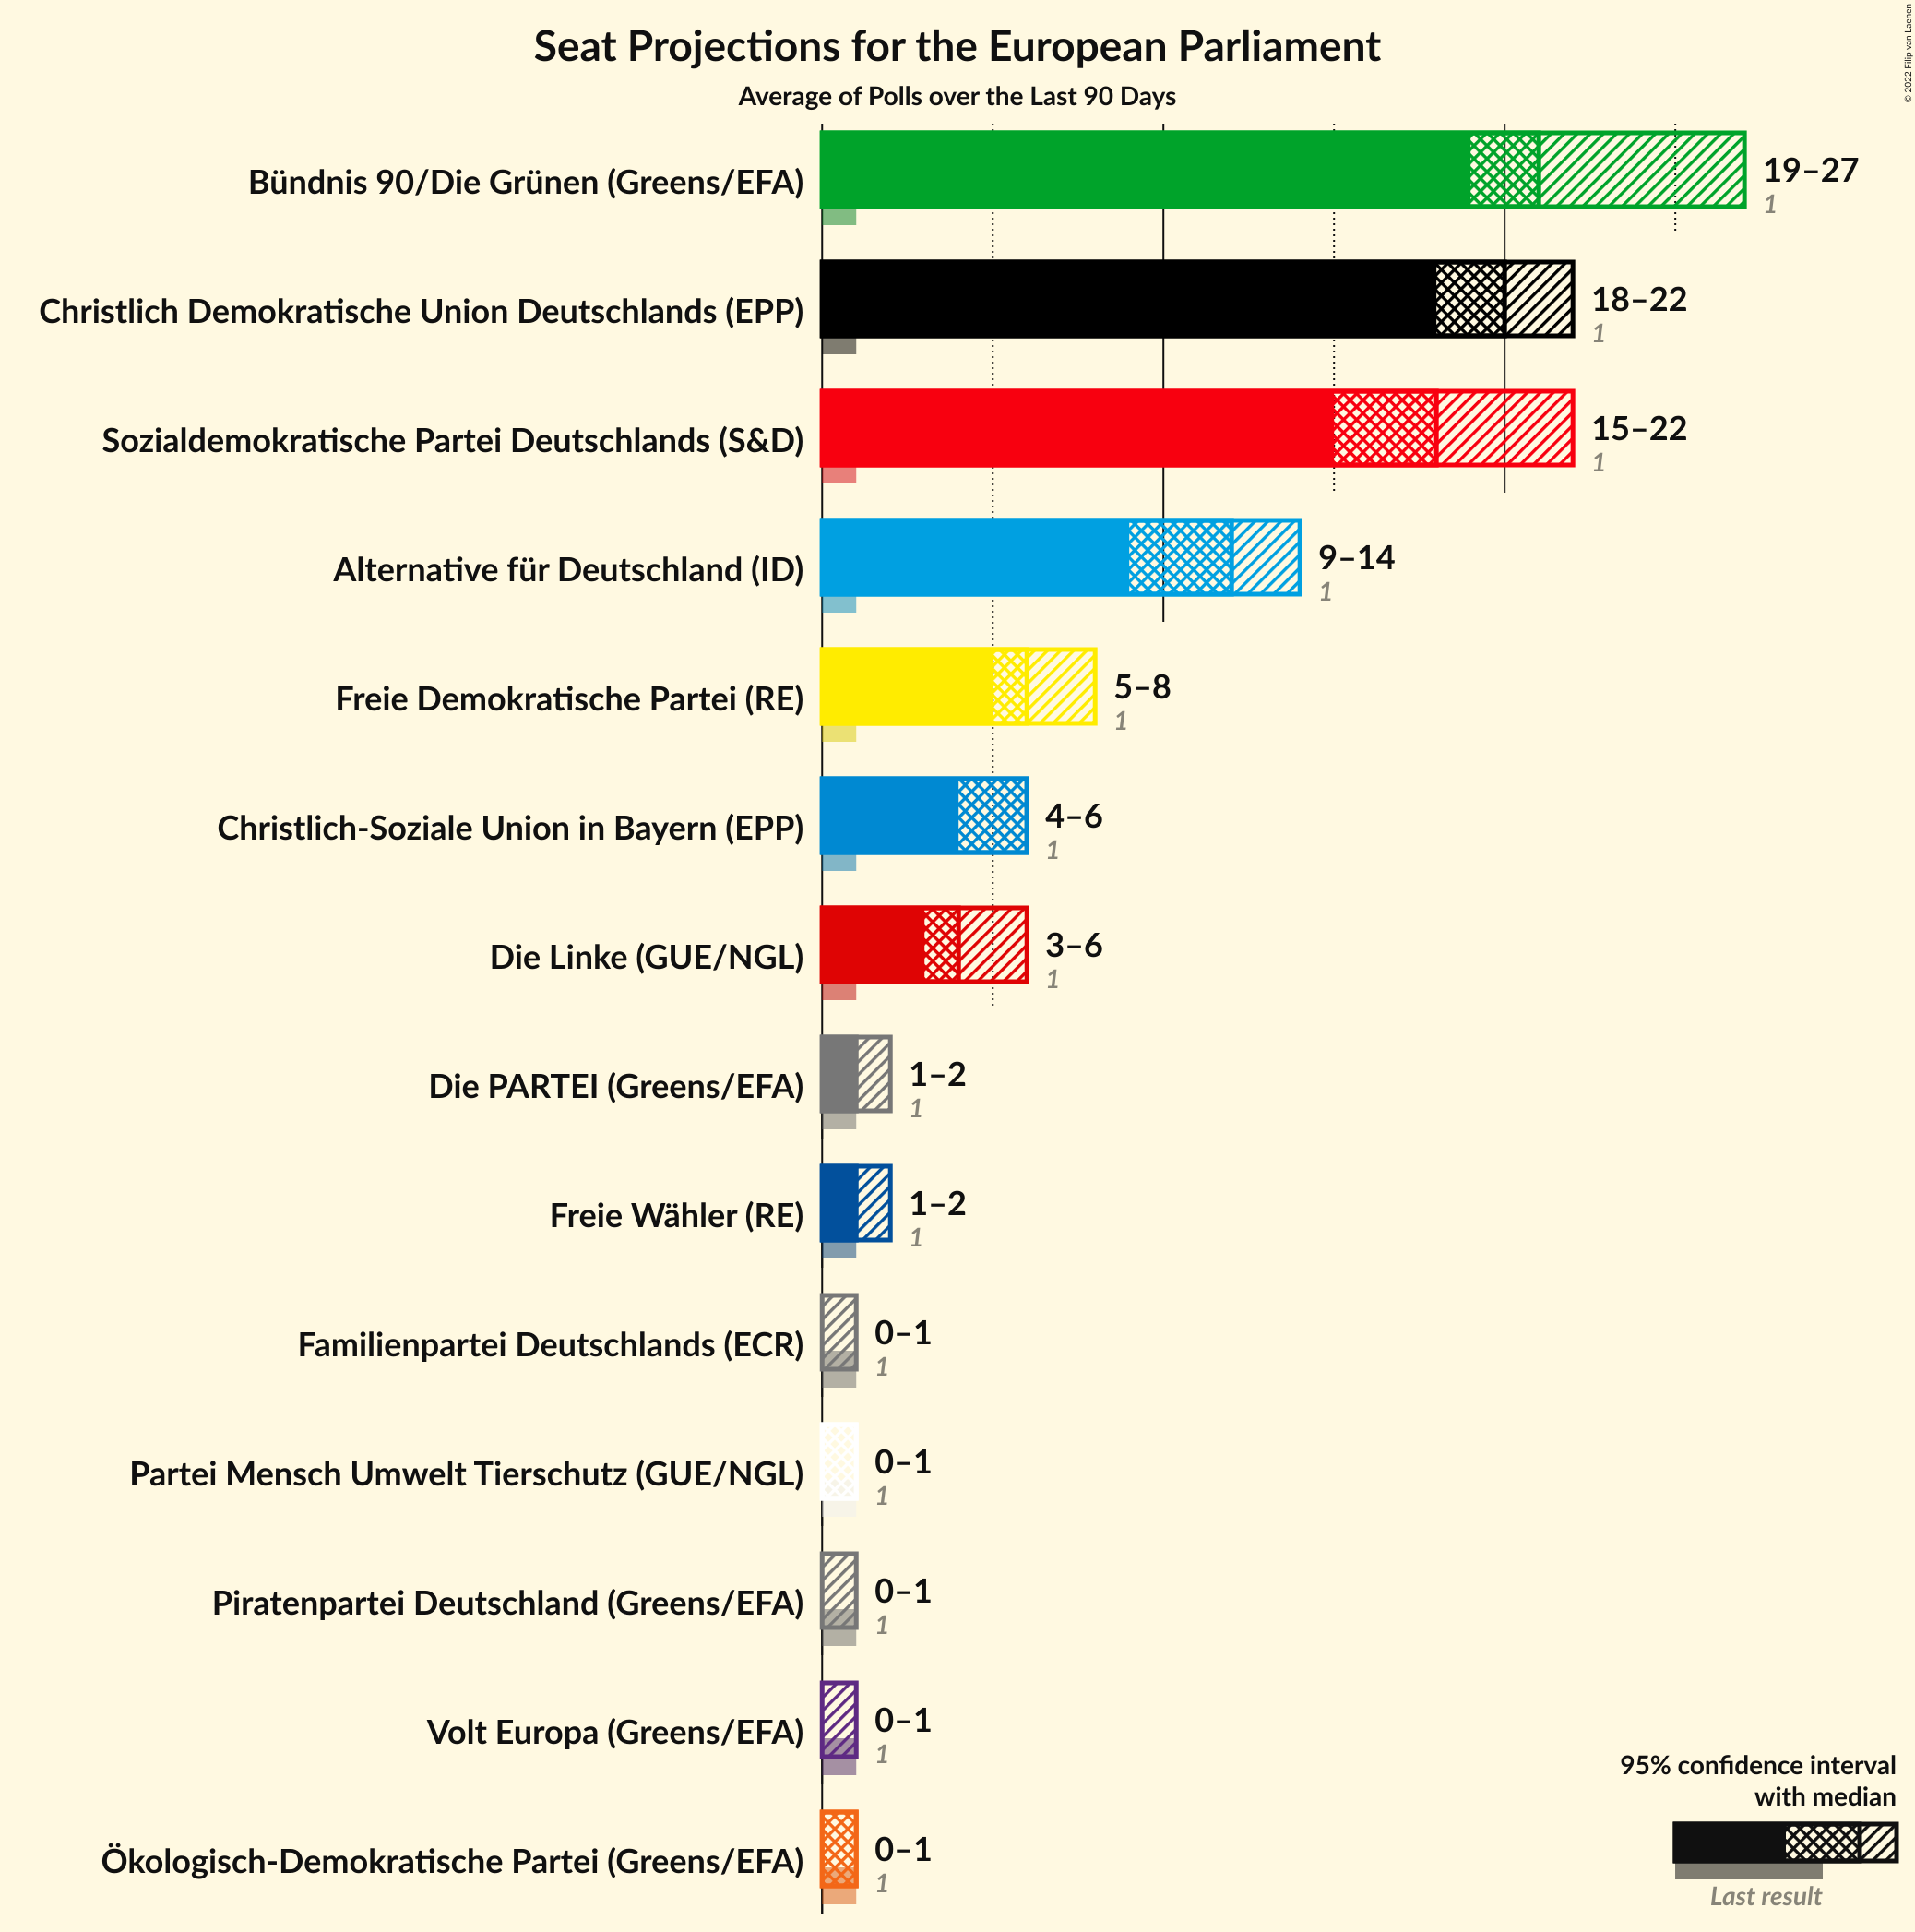 Seat Projections for the European Parliament
Average of Polls over the Last 90 Days
© 2022 Filip van Laenen
Bündnis 90/Die Grünen (Greens/EFA)
19–27
1
Christlich Demokratische Union Deutschlands (EPP)
18–22
1
Sozialdemokratische Partei Deutschlands (S&D)
15–22
1
Alternative für Deutschland (ID)
9–14
1
Freie Demokratische Partei (RE)
5–8
1
Christlich-Soziale Union in Bayern (EPP)
4–6
1
Die Linke (GUE/NGL)
3–6
1
Die PARTEI (Greens/EFA)
1–2
1
Freie Wähler (RE)
1–2
1
Familienpartei Deutschlands (ECR)
0–1
1
Partei Mensch Umwelt Tierschutz (GUE/NGL)
0–1
1
Piratenpartei Deutschland (Greens/EFA)
0–1
1
Volt Europa (Greens/EFA)
0–1
1
Ökologisch-Demokratische Partei (Greens/EFA)
0–1
1
95% confidence interval
with median
Last result